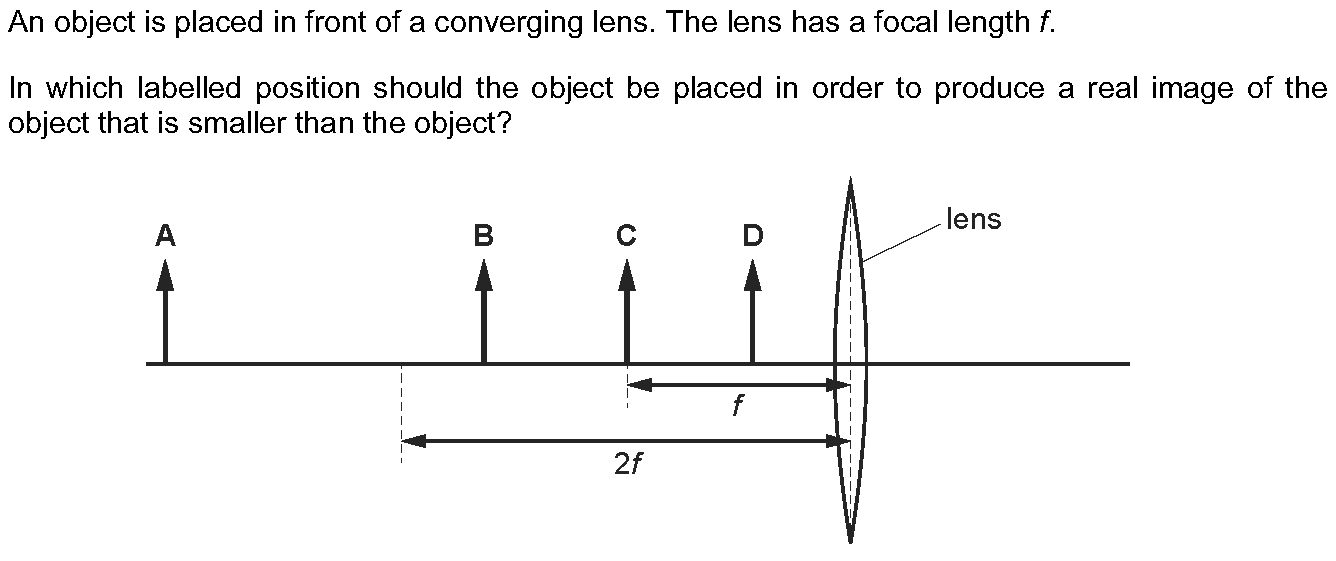 An object is placed in front of a converging lens. The lens has a focal length f.
In which labelled position should the object be placed in order to produce a real image of the
object that is smaller than the object?
A
B
C
D
lens
f
2f